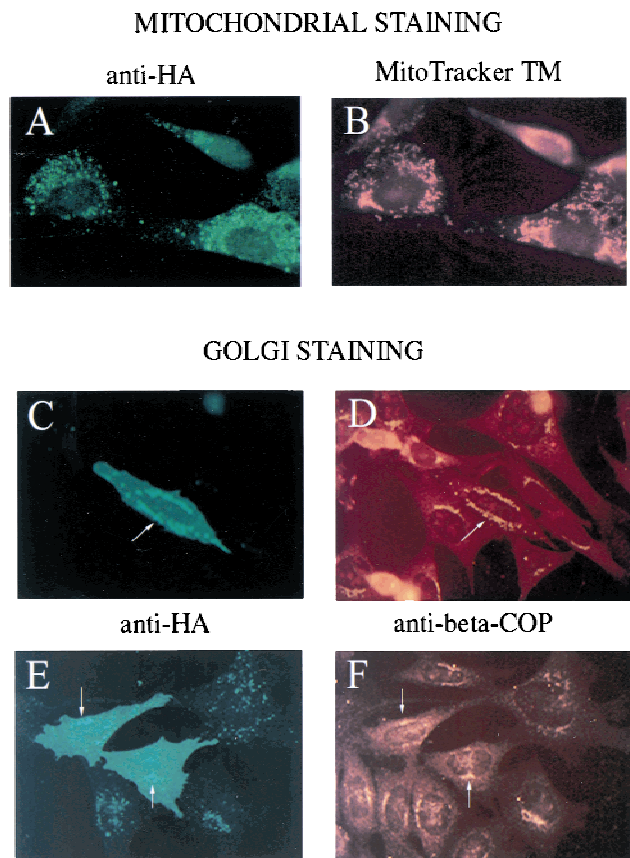 MITOCHONDRIAL STAINING
anti-HA MitoTracker TM
A B
GOLGI STAINING
C D
anti-HA anti-beta-COP
E F